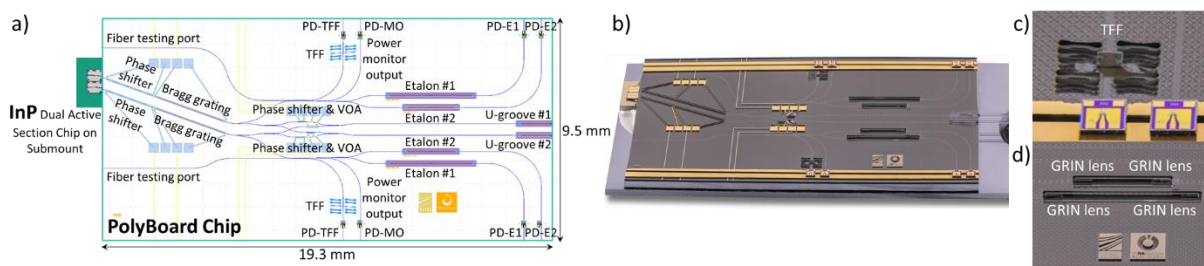 a)
PD-TFF
PD-MO
PD-E1
PD-E2
Fiber testing port
TFF
Power
monitor
output
Phase
shifter
Bragg grating
Etalon #1
InP Dual Active
Section Chip on
Submount
Phase shifter & VOA
Etalon #2
U-groove #1
U-groove #2
9.5 mm
Phase
shifter
Bragg grating
Phase shifter & VOA
Etalon #2
Etalon #1
Fiber testing port
TFF
Power
monitor
output
PolyBoard Chip
PD-TFF
PD-MO
PD-E1
PD-E2
19.3 mm
b)
c)
TFF
d)
GRIN lens
GRIN lens
GRIN lens
GRIN lens